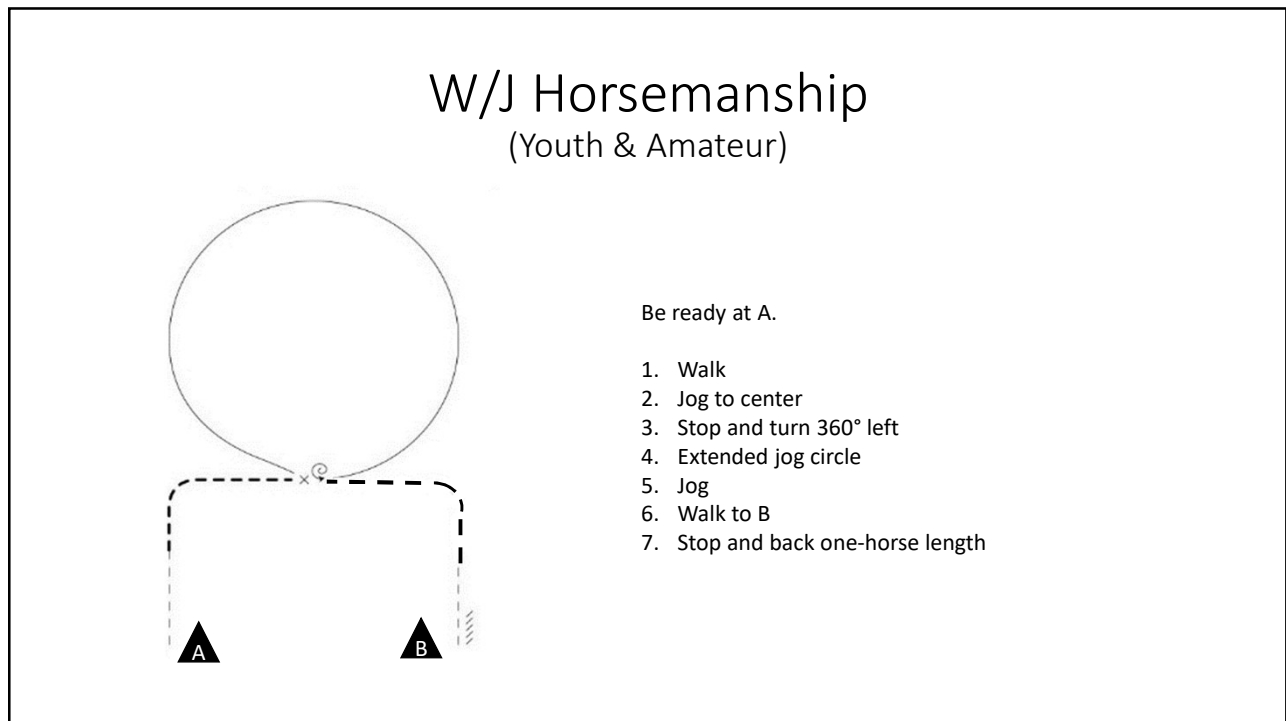 W/J Horsemanship
(Youth & Amateur)
Be ready at A.
1. Walk
2. Jog to center
3. Stop and turn 360° left
4. Extended jog circle
5. Jog
6. Walk to B
7. Stop and back one-horse length
A
B